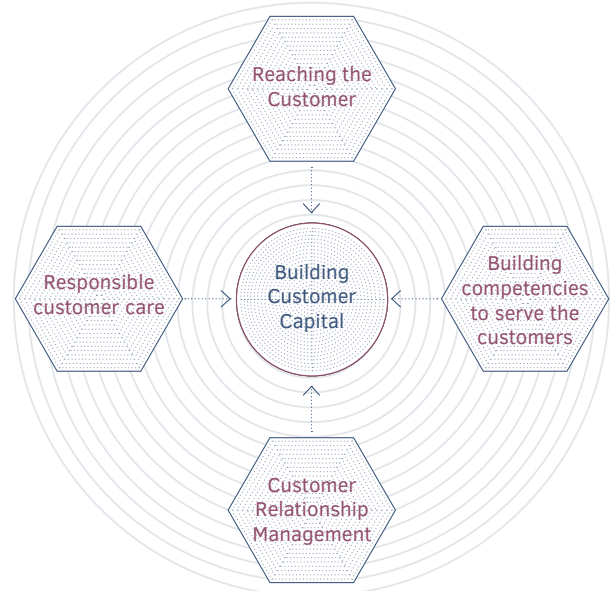 Reaching the
Customer
Responsible
customer care
Building
Customer
Capital
Building
competencies
to serve the
customers
Customer
Relationship
Management